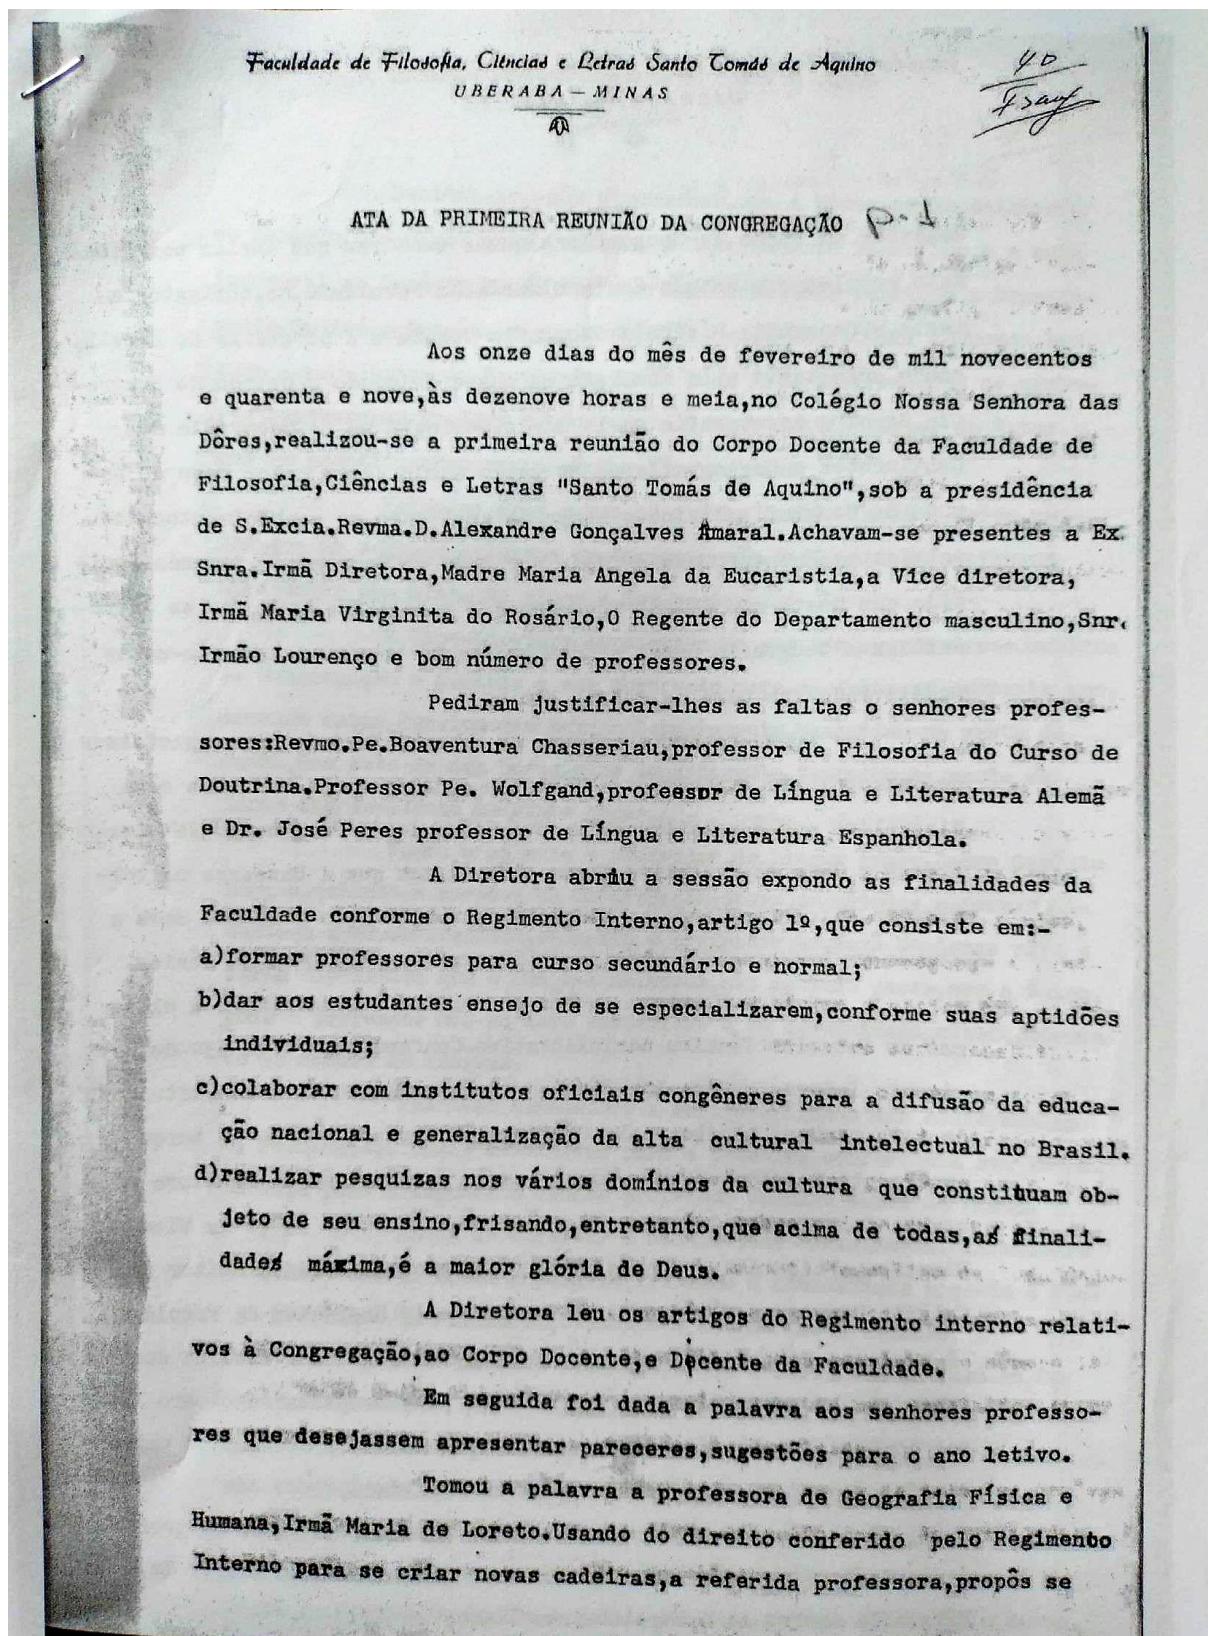 Faculdade de Filosofia, Ciências e Letras Santo Tomás de Aquino
UBERABA — MINAS
40
ATA DA PRIMEIRA REUNIÃO DA CONGREGAÇÃO p-1
Aos onze dias do mês de fevereiro de mil novecentos
e quarenta e nove,às dezenove horas e meia,no Colégio Nossa Senhora das
Dôres,realizou-se a primeira reunião do Corpo Docente da Faculdade de
Filosofia,Ciências e Letras "Santo Tomás de Aquino",sob a presidência
de S.Excia.Revma.D.Alexandre Gonçalves Amaral.Achavam-se presentes a Ex.
Snra.Irmã Diretora,Madre Maria Angela da Eucaristia,a Vice diretora,
Irmã Maria Virginita do Rosário,O Regente do Departamento masculino,Snr.
Irmão Lourenço e bom número de professores.
Pediram justificar-lhes as faltas o senhores profes-
sores:Revmo.Pe.Boaventura Chasseriau,professor de Filosofia do Curso de
Doutrina.Professor Pe. Wolfgand,profeesor de Língua e Literatura Alemã
e Dr. José Peres professor de Língua e Literatura Espanhola.
A Diretora abriu a sessão expondo as finalidades da
Faculdade conforme o Regimento Interno,artigo 1º,que consiste em:-
a)formar professores para curso secundário e normal;
b)dar aos estudantes ensejo de se especializarem,conforme suas aptidões
individuais;
c)colaborar com institutos oficiais congêneres para a difusão da educa-
ção nacional e generalização da alta cultural intelectual no Brasil.
d)realizar pesquizas nos vários domínios da cultura que constituam ob-
jeto de seu ensino,frisando,entretanto,que acima de todas,as finali-
dades máxima,é a maior glória de Deus.
A Diretora leu os artigos do Regimento interno relati-
vos à Congregação,ao Corpo Docente,e Dicente da Faculdade.
Em seguida foi dada a palavra aos senhores professo-
res que desejassem apresentar pareceres,sugestões para o ano letivo.
Tomou a palavra a professora de Geografia Física e
Humana,Irmã Maria de Loreto.Usando do direito conferido pelo Regimento
Interno para se criar novas cadeiras,a referida professora,propôs se